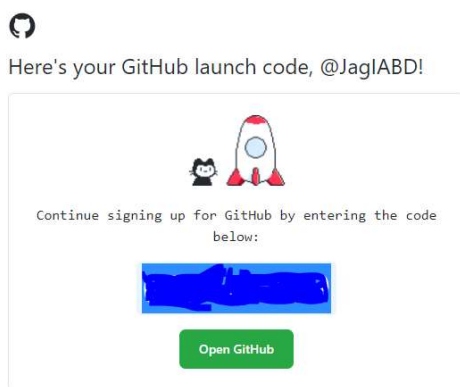 Here's your GitHub launch code, @JagIABD!
Continue signing up for GitHub by entering the code
below:
Open GitHub